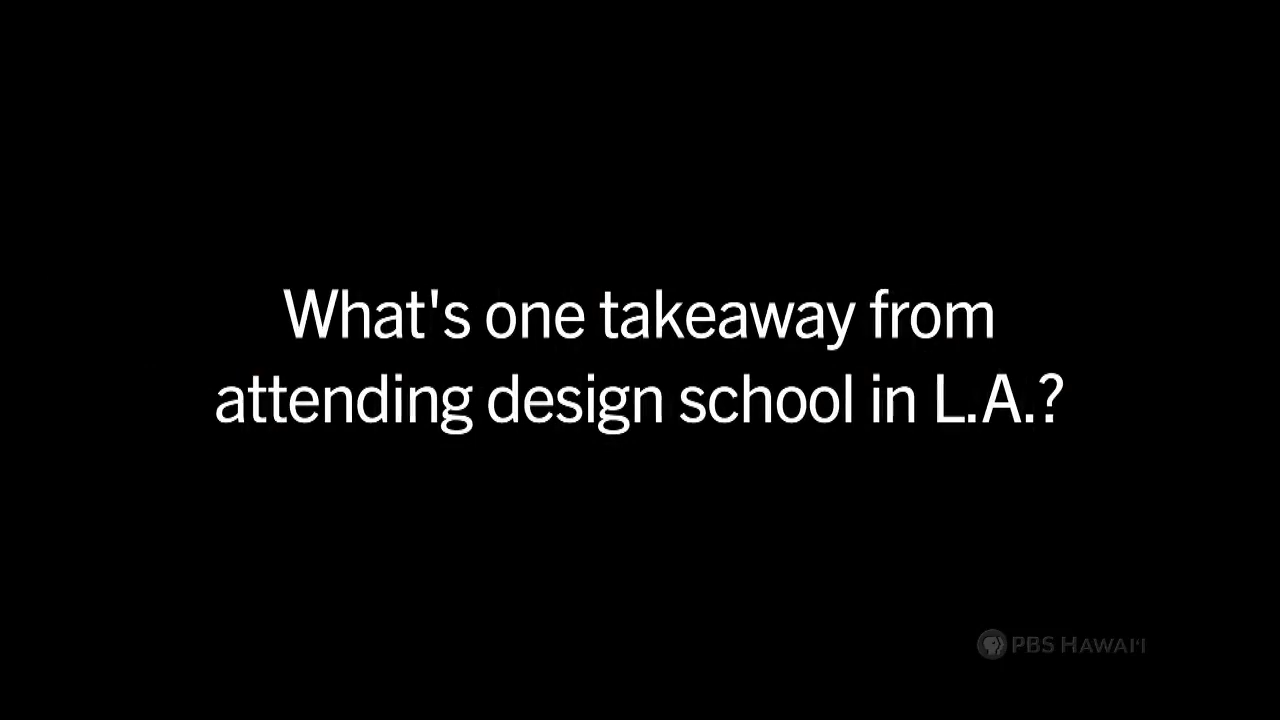 What's one takeaway from
attending design school in L.A.?
PBS HAWAI'I